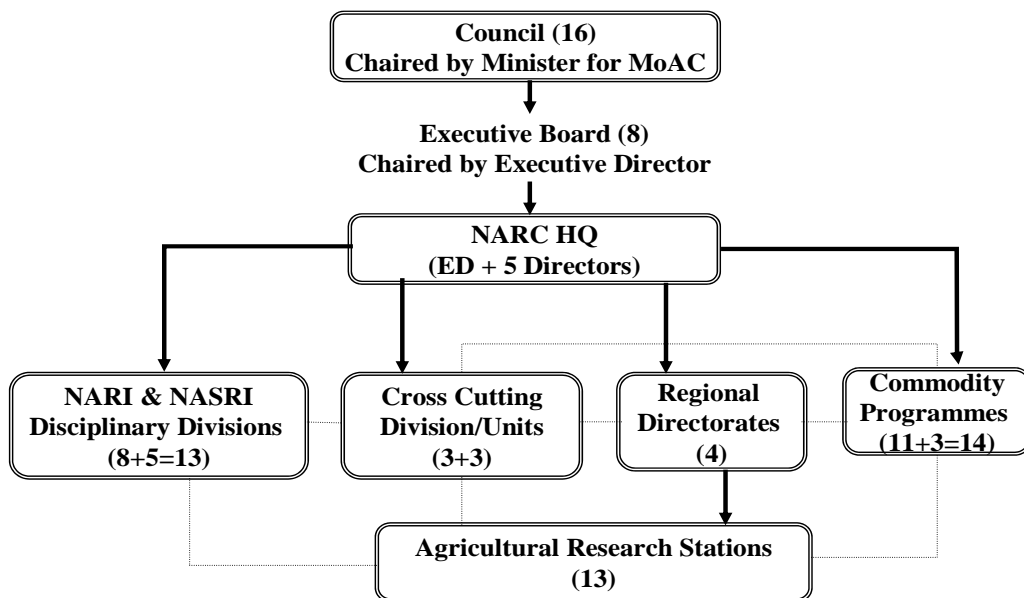 Council (16)
Chaired by Minister for MoAC
Executive Board (8)
Chaired by Executive Director
NARC HQ
(ED + 5 Directors)
NARI & NASRI
Disciplinary Divisions
(8+5=13)
Cross Cutting
Division/Units
(3+3)
Regional
Directorates
(4)
Commodity
Programmes
(11+3=14)
Agricultural Research Stations
(13)